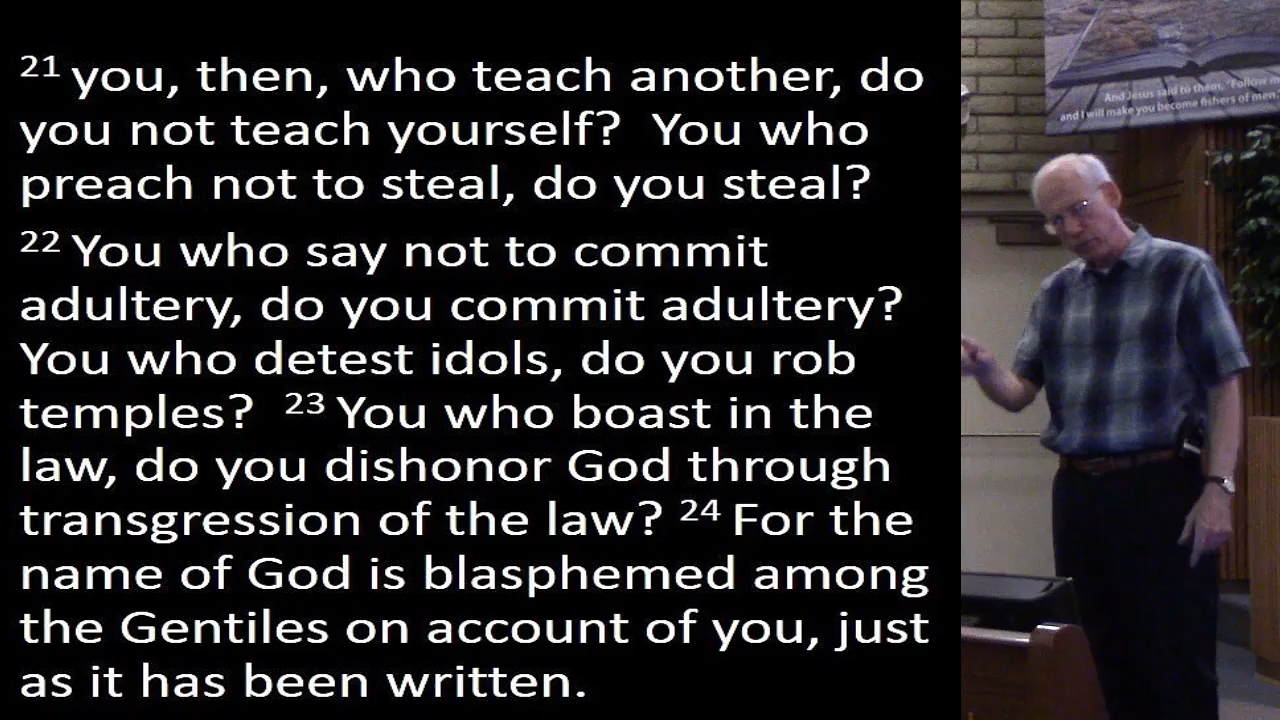 21 you, then, who teach another, do
you not teach yourself?  You who
preach not to steal, do you steal?
22 You who say not to commit
adultery, do you commit adultery?
You who detest idols, do you rob
temples?  23 You who boast in the
law, do you dishonor God through
transgression of the law? 24 For the
name of God is blasphemed among
the Gentiles on account of you, just
as it has been written.
And Jesus said to them, "Follow
and I will make you become fishers of men